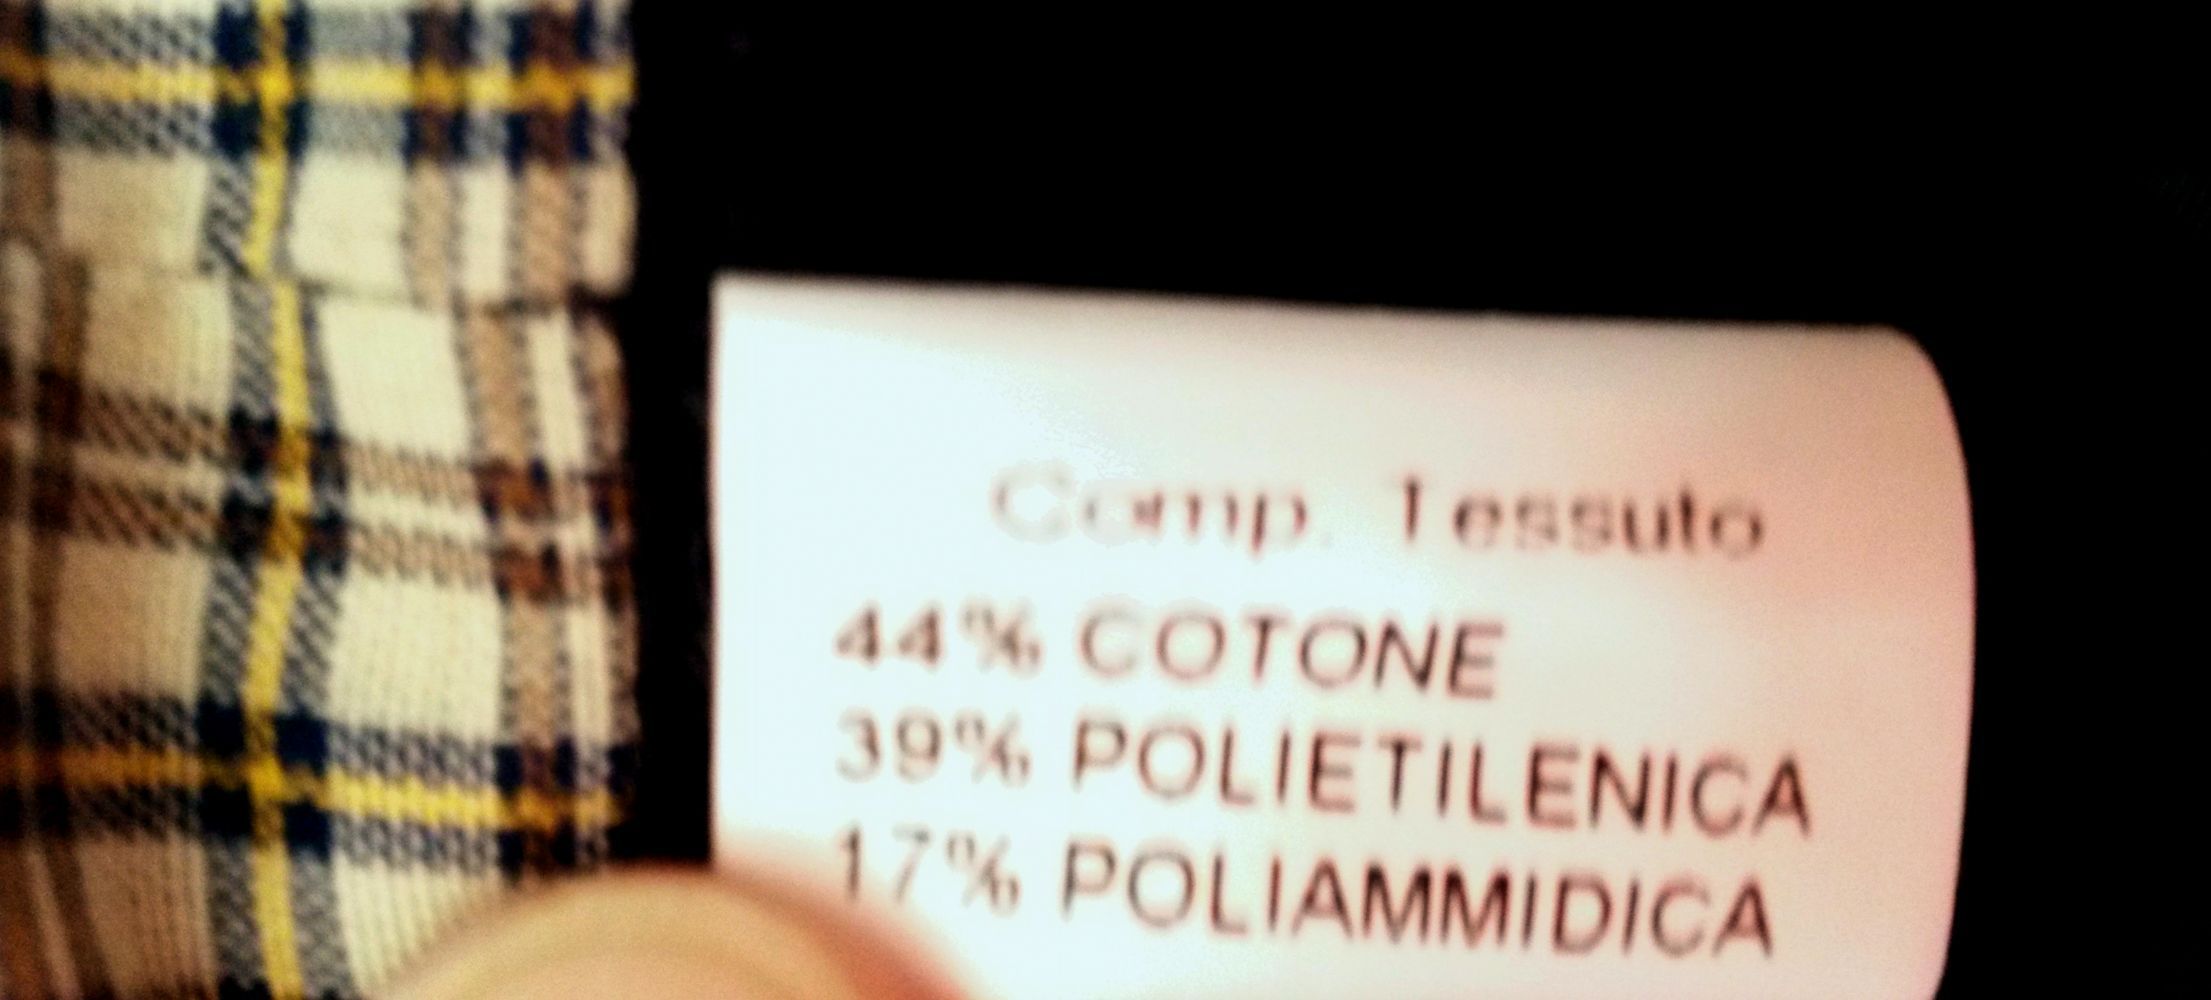 Comp. Tessuto
44% COTONE
39% POLIETILENICA
17% POLIAMMIDICA